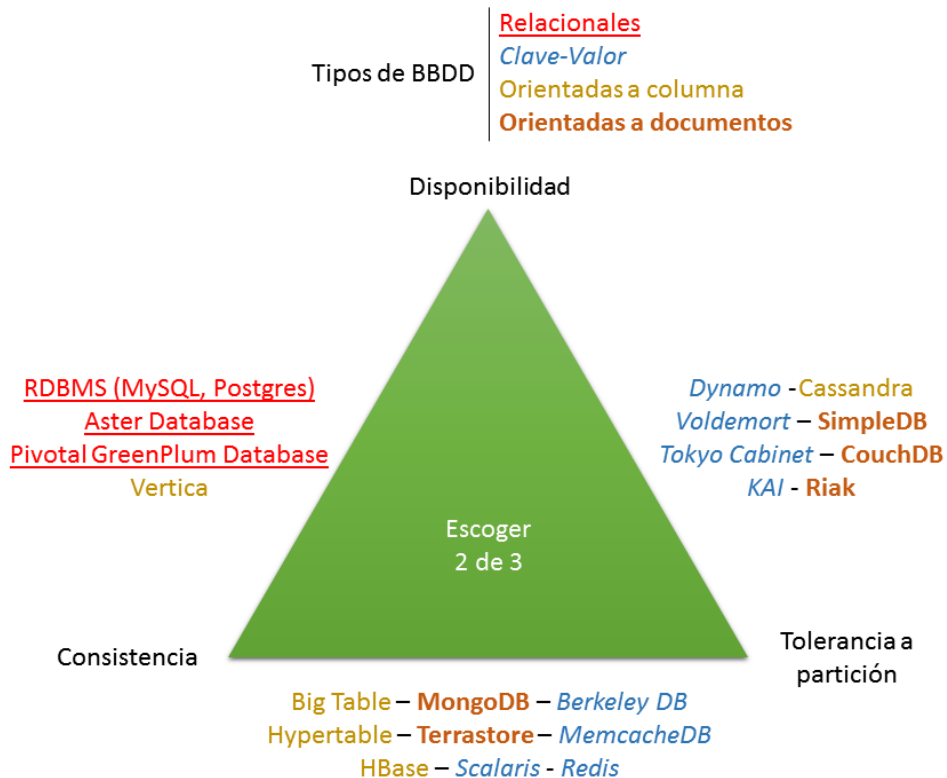 Tipos de BBDD
Relacionales
Clave-Valor
Orientadas a columna
Orientadas a documentos
Disponibilidad
RDBMS (MySQL, Postgres)
Aster Database
Pivotal GreenPlum Database
Vertica
Dynamo -Cassandra
Voldemort – SimpleDB
Tokyo Cabinet – CouchDB
KAI - Riak
Escoger
2 de 3
Consistencia
Tolerancia a
partición
Big Table – MongoDB – Berkeley DB
Hypertable – Terrastore – MemcacheDB
HBase – Scalaris - Redis